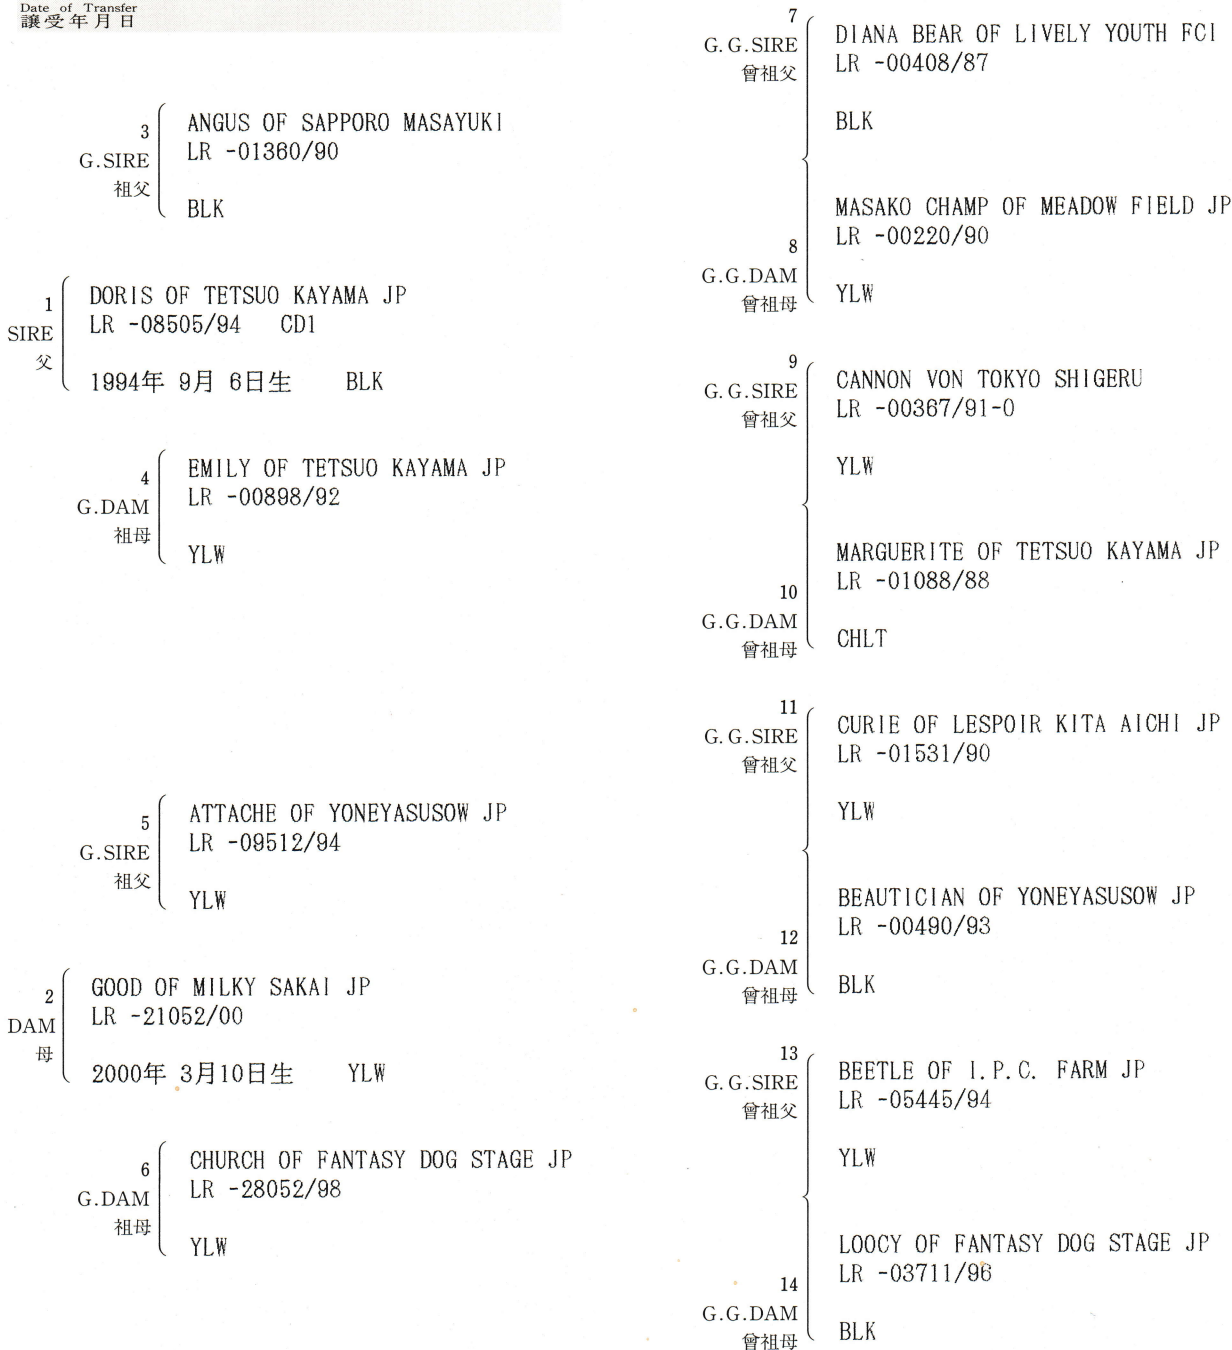 Date of Transfer
譲受年月日
1
SIRE
父
DORIS OF TETSUO KAYAMA JP
LR -08505/94 CD1
1994年 9月 6日生 BLK
2
DAM
母
GOOD OF MILKY SAKAI JP
LR -21052/00
2000年 3月10日生 YLW
3
G.SIRE
祖父
ANGUS OF SAPPORO MASAYUKI
LR -01360/90
BLK
4
G.DAM
祖母
EMILY OF TETSUO KAYAMA JP
LR -00898/92
YLW
5
G.SIRE
祖父
ATTACHE OF YONEYASUSOW JP
LR -09512/94
YLW
6
G.DAM
祖母
CHURCH OF FANTASY DOG STAGE JP
LR -28052/98
YLW
7
G.G.SIRE
曾祖父
DIANA BEAR OF LIVELY YOUTH FCI
LR -00408/87
BLK
8
G.G.DAM
曾祖母
MASAKO CHAMP OF MEADOW FIELD JP
LR -00220/90
YLW
9
G.G.SIRE
曾祖父
CANNON VON TOKYO SHIGERU
LR -00367/91-0
YLW
10
G.G.DAM
曾祖母
MARGUERITE OF TETSUO KAYAMA JP
LR -01088/88
CHLT
11
G.G.SIRE
曾祖父
CURIE OF LESPOIR KITA AICHI JP
LR -01531/90
YLW
12
G.G.DAM
曾祖母
BEAUTICIAN OF YONEYASUSOW JP
LR -00490/93
BLK
13
G.G.SIRE
曾祖父
BEETLE OF I.P.C. FARM JP
LR -05445/94
YLW
14
G.G.DAM
曾祖母
LOOCY OF FANTASY DOG STAGE JP
LR -03711/96
BLK